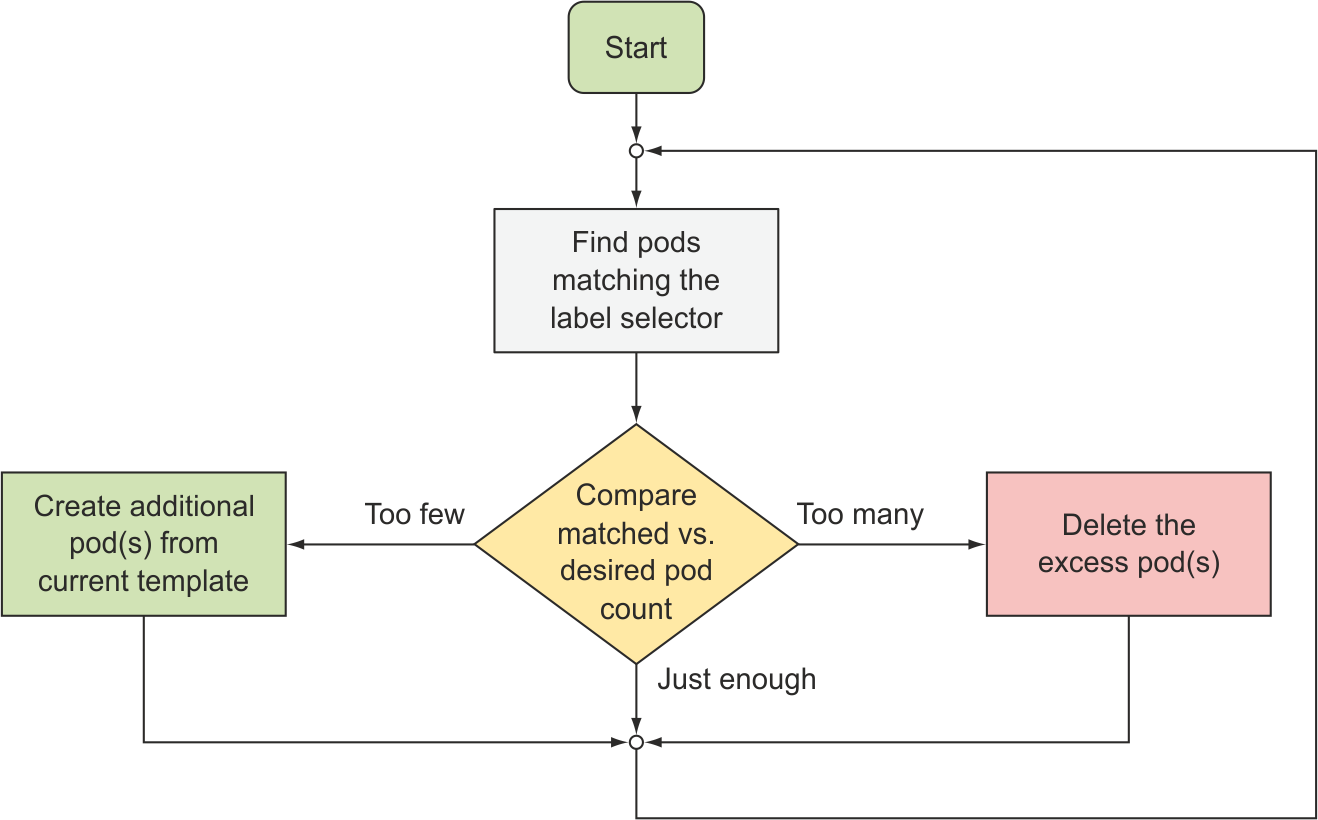 Start
Find pods
matching the
label selector
Compare
matched vs.
desired pod
count
Too few
Create additional
pod(s) from
current template
Too many
Delete the
excess pod(s)
Just enough